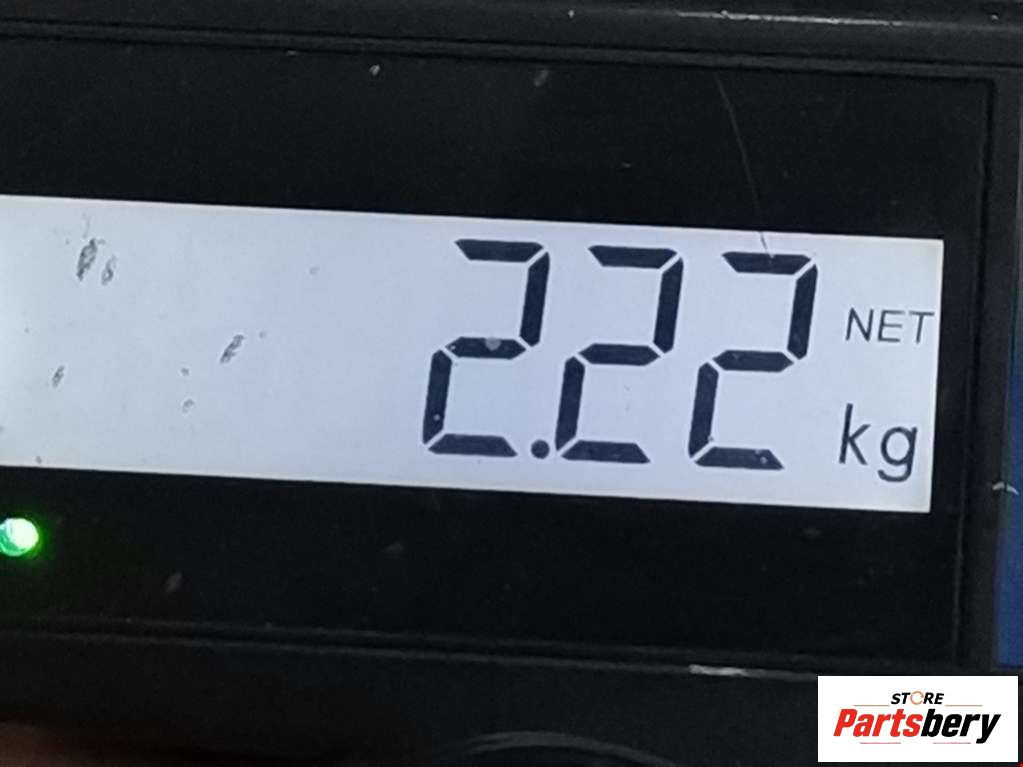 2.22
NET
kg
STORE
Partsbery